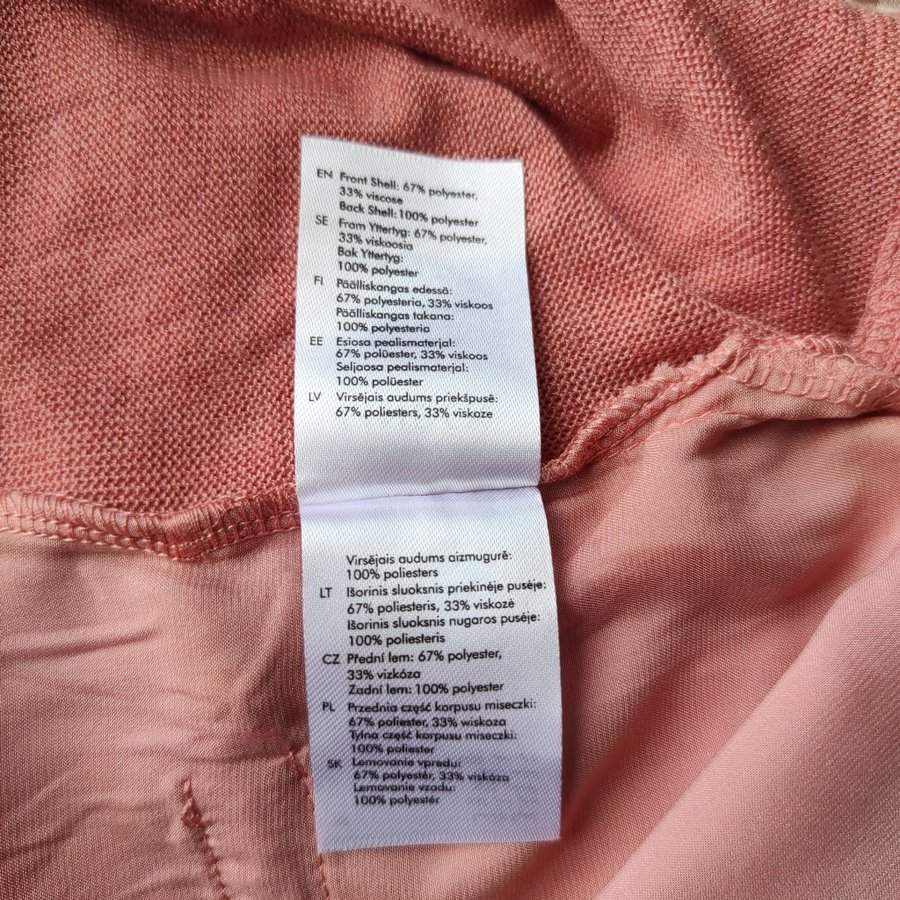 EN Front Shell: 67% polyester,
33% viscose
Back Shell: 100% polyester
SE Fram Yttertyg: 67% polyester,
33% viskoosia
Bak Yttertyg:
100% polyester
FI Päälliskangas edessä:
67% polyesteria, 33% viskoos
Päälliskangas takana:
100% polyesteria
EE Esiosa pealismaterjal:
67% polüester, 33% viskoos
Seljaosa pealismaterjal:
100% polüester
LV Virsējais audums priekšpusē:
67% poliesters, 33% viskoze
Virsējais audums aizmugurē:
100% poliesters
LT Išorinis sluoksnis priekinėje pusėje:
67% poliesteris, 33% viskozė
Išorinis sluoksnis nugaros pusėje:
100% poliesteris
CZ Přední lem: 67% polyester,
33% vizkóza
Zadní lem: 100% polyester
PL Przednia część korpusu miseczki:
67% poliester, 33% wiskoza
Tylna część korpusu miseczki:
100% poliester
SK Lemovanie vpredu:
67% polyestér, 33% viskóza
Lemovanie vzadu:
100% polyestér